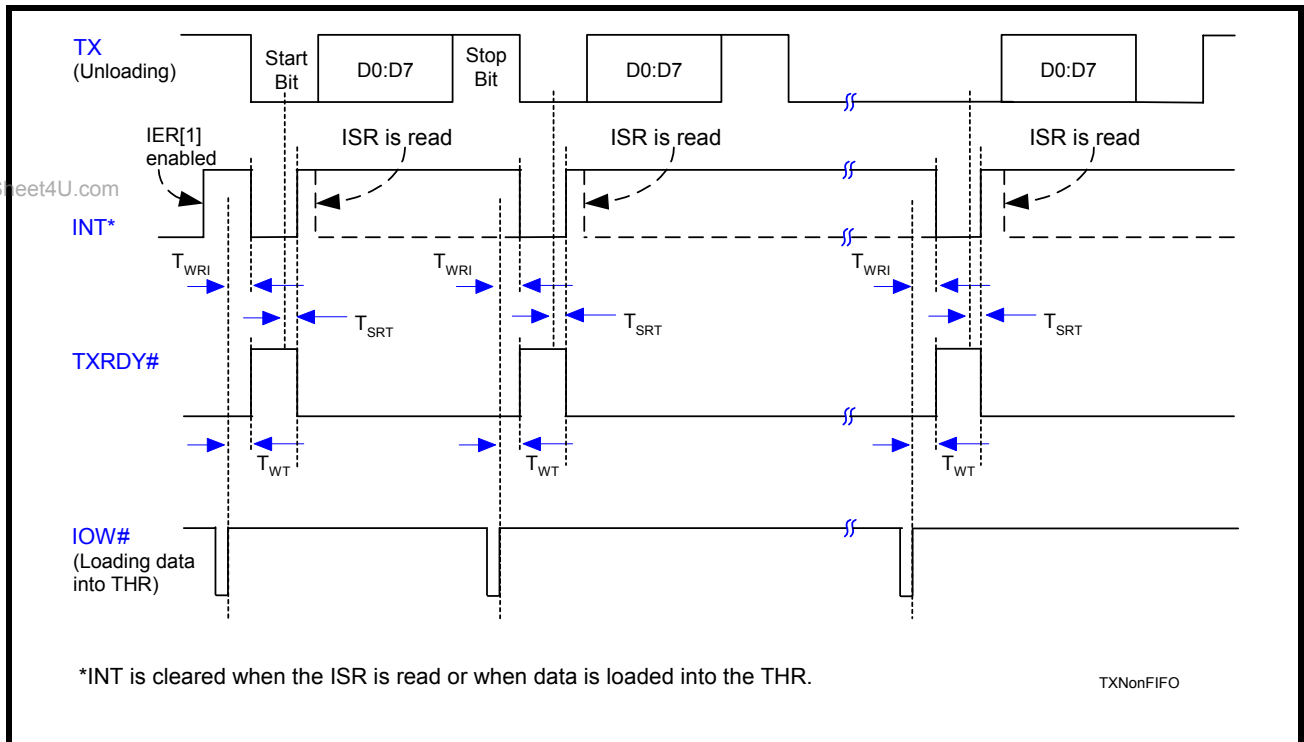 TX
(Unloading)
Start
Bit
D0:D7
Stop
Bit
D0:D7
D0:D7
IER[1]
enabled
ISR is read
ISR is read
ISR is read
heet4U.com
INT*
TWRI
TWRI
TWRI
TSRT
TSRT
TSRT
TXRDY#
TWT
TWT
TWT
IOW#
(Loading data
into THR)
*INT is cleared when the ISR is read or when data is loaded into the THR.
TXNonFIFO